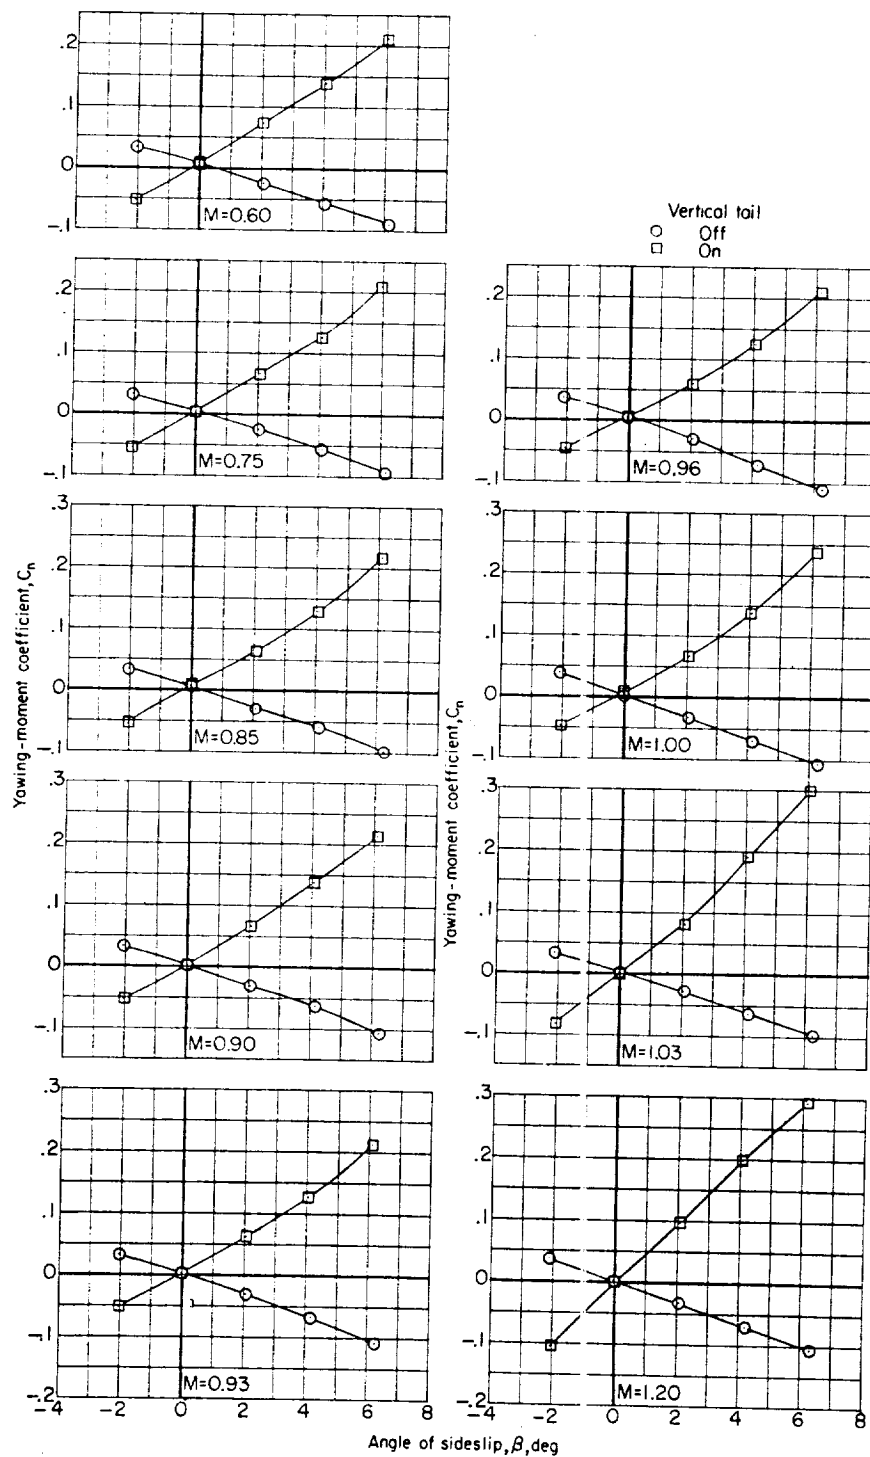 .2
.1
0
-.1
M=0.60
.2
.1
0
-.1
M=0.75
.3
.2
.1
0
-.1
M=0.85
.3
.2
.1
0
-.1
M=0.90
.3
.2
.1
0
-.1
-.2
M=0.93
-4 -2 0 2 4 6 8
Yawing-moment coefficient, Cn
Vertical tail
Off
On
.2
.1
0
-.1
M=0.96
.3
.2
.1
0
-.1
M=1.00
.3
.2
.1
0
-.1
M=1.03
.3
.2
.1
0
-.1
-.2
M=1.20
-4 -2 0 2 4 6 8
Yawing-moment coefficient, Cn
Angle of sideslip, β, deg